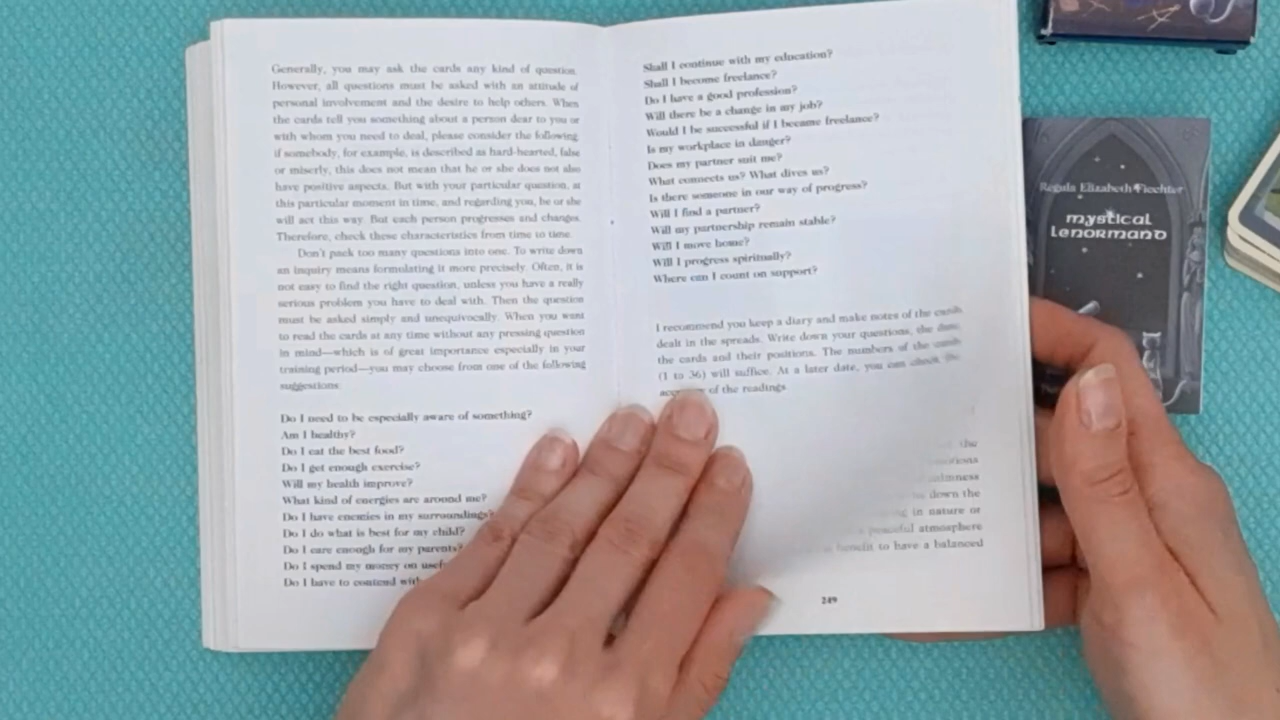 Generally, you may ask the cards any kind of question.
However, all questions must be asked with an attitude of
personal involvement and the desire to help others. When
the cards tell you something about a person dear to you or
with whom you need to deal, please consider the following:
if somebody, for example, is described as hard-hearted, false
or miserly, this does not mean that he or she does not also
have positive aspects. But with your particular question, at
this particular moment in time, and regarding you, he or she
will act this way. But each person progresses and changes.
Therefore, check these characteristics from time to time.
Don't pack too many questions into one. To write down
an inquiry means formulating it more precisely. Often, it is
not easy to find the right question, unless you have a really
serious problem you have to deal with. Then the question
must be asked simply and unequivocally. When you want
to read the cards at any time without any pressing question
in mind—which is of great importance especially in your
training period—you may choose from one of the following
suggestions:
Do I need to be especially aware of something?
Am I healthy?
Do I eat the best food?
Do I get enough exercise?
Will my health improve?
What kind of energies are around me?
Do I have enemies in my surroundings?
Do I do what is best for my child?
Do I care enough for my parents?
Do I spend my money on
Do I have to contend
Shall I continue with my education?
Shall I become freelance?
Do I have a good profession?
Will there be a change in my job?
Would I be successful if I became freelance?
Is my workplace in danger?
Does my partner suit me?
What connects us? What dives us?
Is there someone in our way of progress?
Will I find a partner?
Will my partnership remain stable?
Will I move home?
Will I progress spiritually?
Where can I count on support?
I recommend you keep a diary and make notes of the cards
dealt in the spreads. Write down your questions, the date,
the cards and their positions. The numbers of the cards
(1 to 36) will suffice. At a later date, you can check the
of the readings.
the
down the
in nature or
a peaceful atmosphere
to have a balanced
249
Regula Elizabeth Fiechter
mystical
lenormand